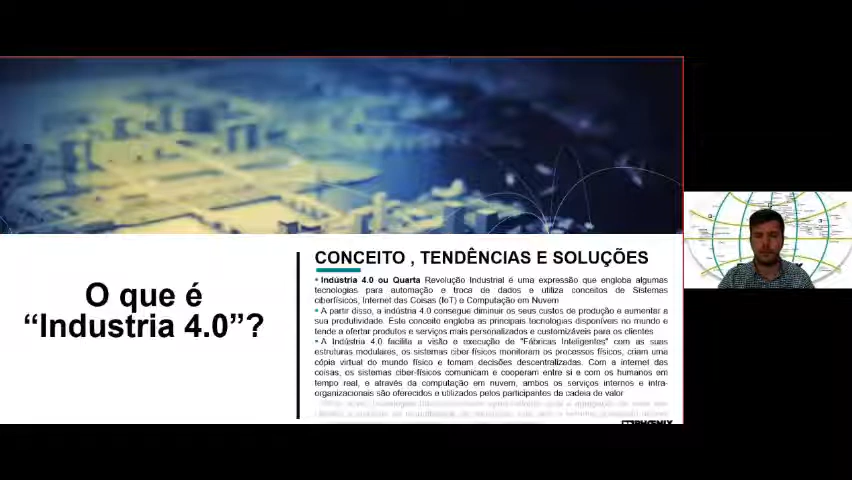 O que é
“Industria 4.0”?
CONCEITO , TENDÊNCIAS E SOLUÇÕES
• Indústria 4.0 ou Quarta Revolução Industrial é uma expressão que engloba algumas
tecnologias para automação e troca de dados e utiliza conceitos de Sistemas
ciberfísicos, Internet das Coisas (IoT) e Computação em Nuvem
• A partir disso, a indústria 4.0 consegue diminuir os seus custos de produção e aumentar a
sua produtividade. Este conceito engloba as principais tecnologias disponíveis no mundo e
tende a ofertar produtos e serviços mais personalizados e customizáveis para os clientes
• A Indústria 4.0 facilita a visão e execução de "Fábricas Inteligentes" com as suas
estruturas modulares, os sistemas ciber físicos monitoram os processos físicos, criam uma
cópia virtual do mundo físico e tomam decisões descentralizadas. Com a internet das
coisas, os sistemas ciber-físicos comunicam e cooperam entre si e com os humanos em
tempo real, e através da computação em nuvem, ambos os serviços internos e intra-
organizacionais são oferecidos e utilizados pelos participantes da cadeia de valor